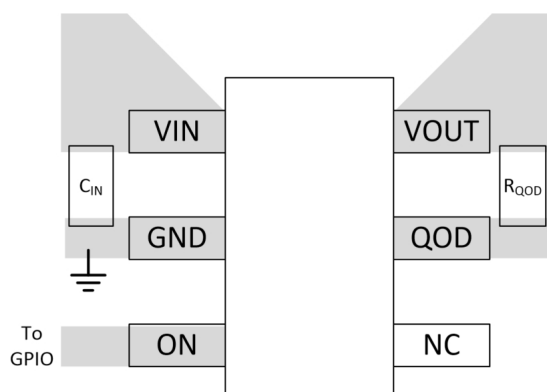 VIN
VOUT
CIN
RQOD
GND
QOD
To
GPIO
ON
NC